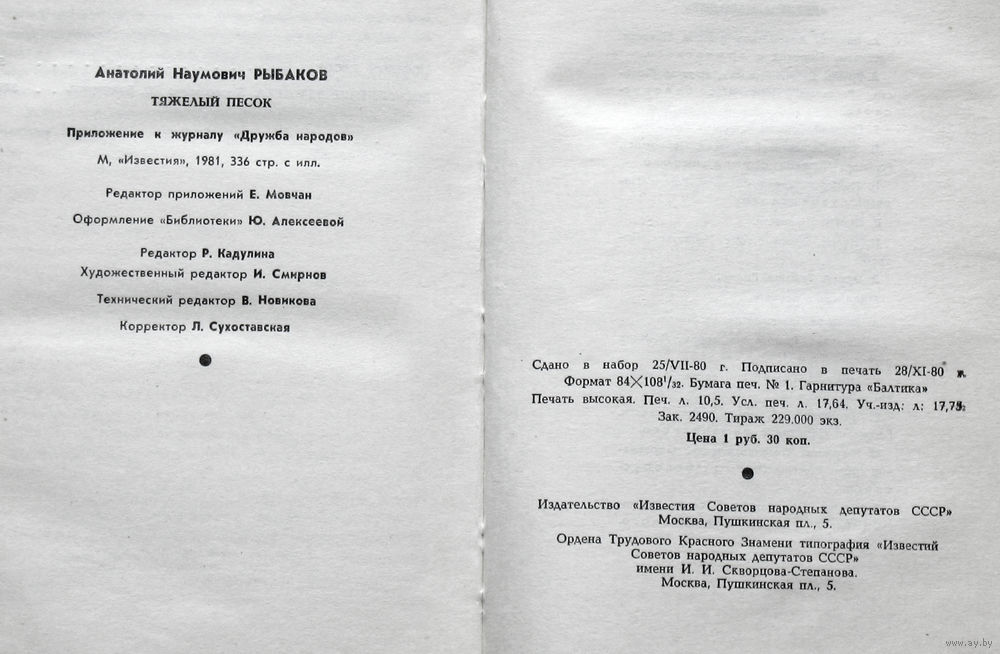 Анатолий Наумович РЫБАКОВ
ТЯЖЕЛЫЙ ПЕСОК
Приложение к журналу «Дружба народов»
М, «Известия», 1981, 336 стр. с илл.
Редактор приложений Е. Мовчан
Оформление «Библиотеки» Ю. Алексеевой
Редактор Р. Кадулина
Художественный редактор И. Смирнов
Технический редактор В. Новикова
Корректор Л. Сухоставская
Сдано в набор 25/VII-80 г. Подписано в печать 28/XI-80 г.
Формат 84×108¹/₃₂. Бумага печ. № 1. Гарнитура «Балтика»
Печать высокая. Печ. л. 10,5. Усл. печ. л. 17,64. Уч.-изд: л:
Зак. 2490. Тираж 229.000 экз.
Цена 1 руб. 30 коп.
Издательство «Известия Советов народных депутатов СССР»
Москва, Пушкинская пл., 5.
Ордена Трудового Красного Знамени типография «Известий
Советов народных депутатов СССР»
имени И. И. Скворцова-Степанова.
Москва, Пушкинская пл., 5.
www.ay.by